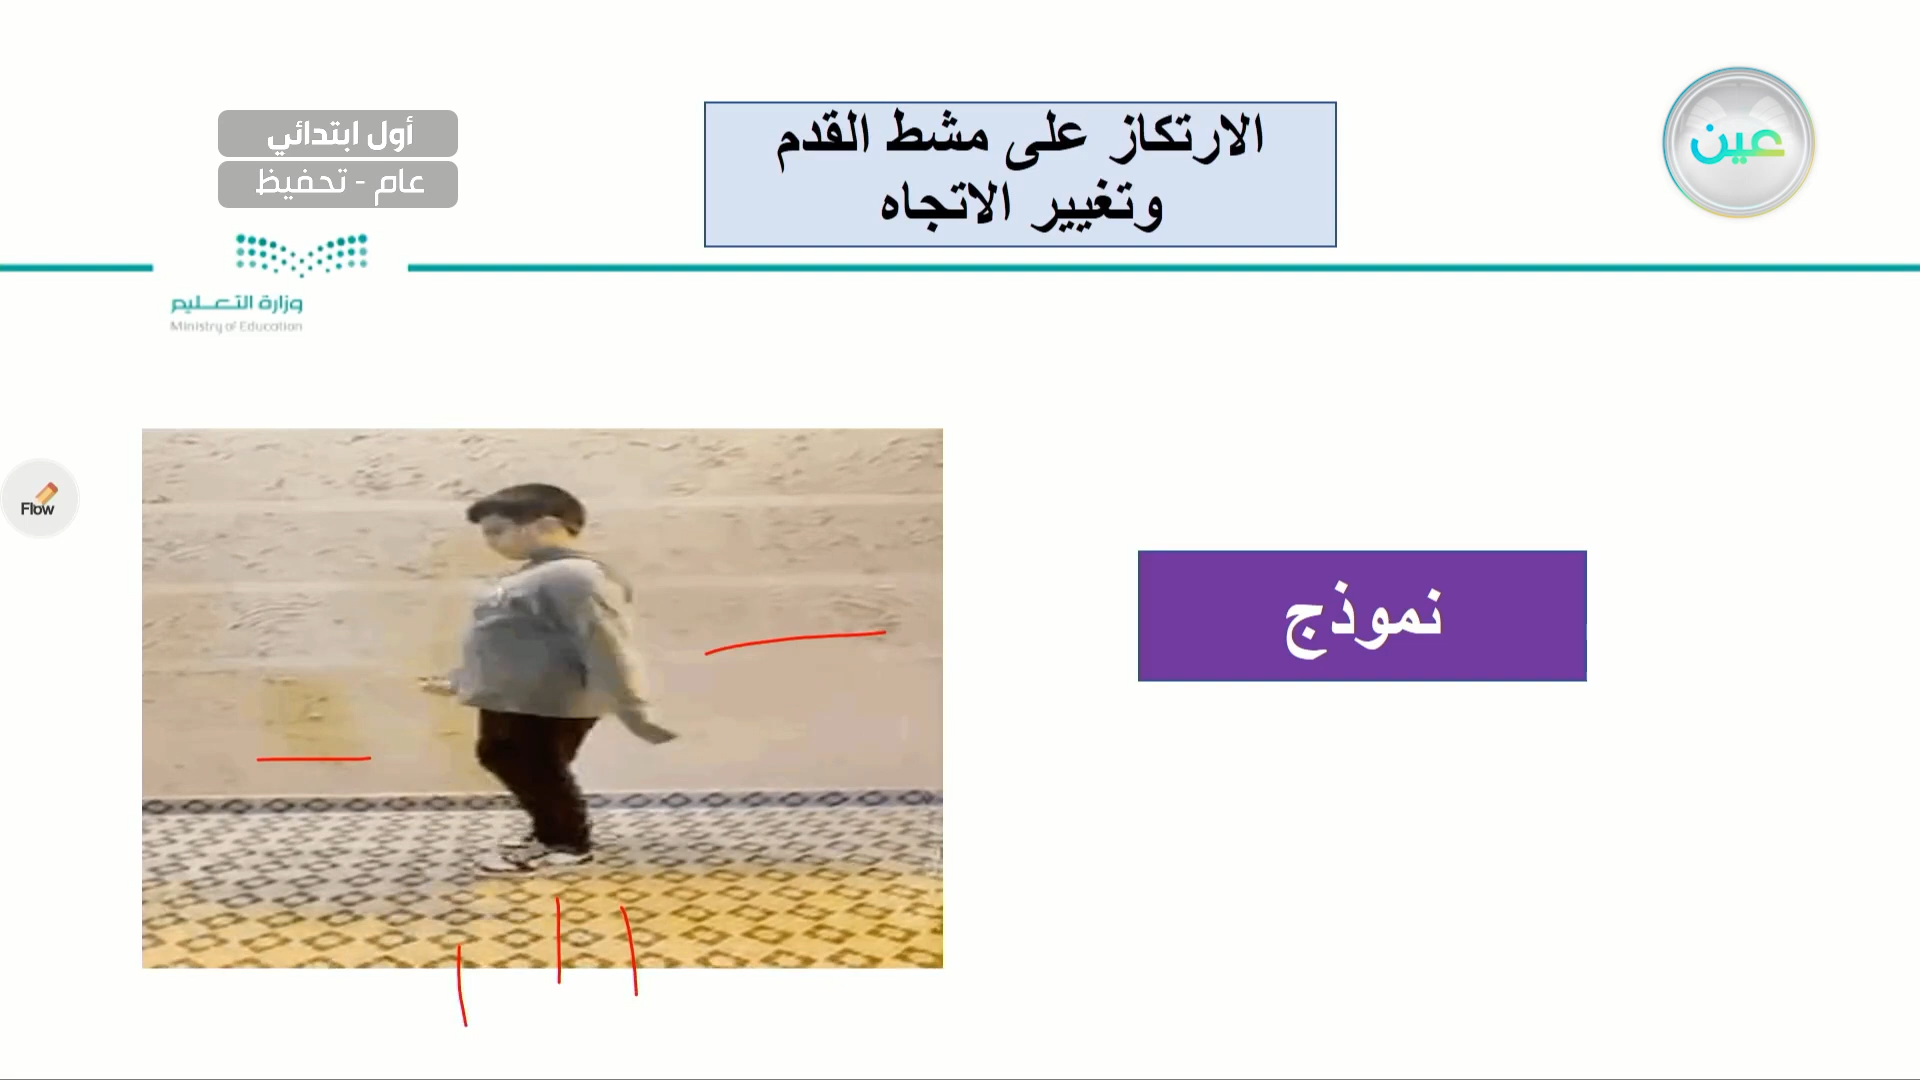 الارتكاز على مشط القدم
وتغيير الاتجاه
عين
أول ابتدائي
عام - تحفيظ
وزارة التعليم
Ministry of Education
Flow
نموذج